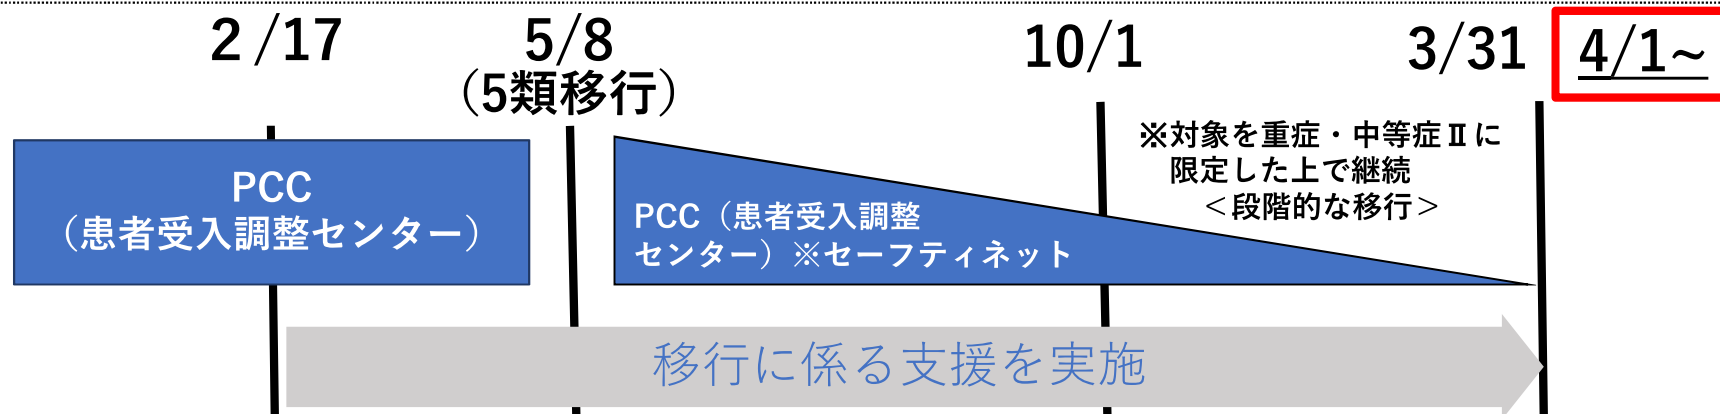 2/17
5/8
(5類移行)
10/1
3/31
4/1~
PCC
(患者受入調整センター)
PCC(患者受入調整
センター)※セーフティネット
※対象を重症・中等症Ⅱに
限定した上で継続
<段階的な移行>
移行に係る支援を実施